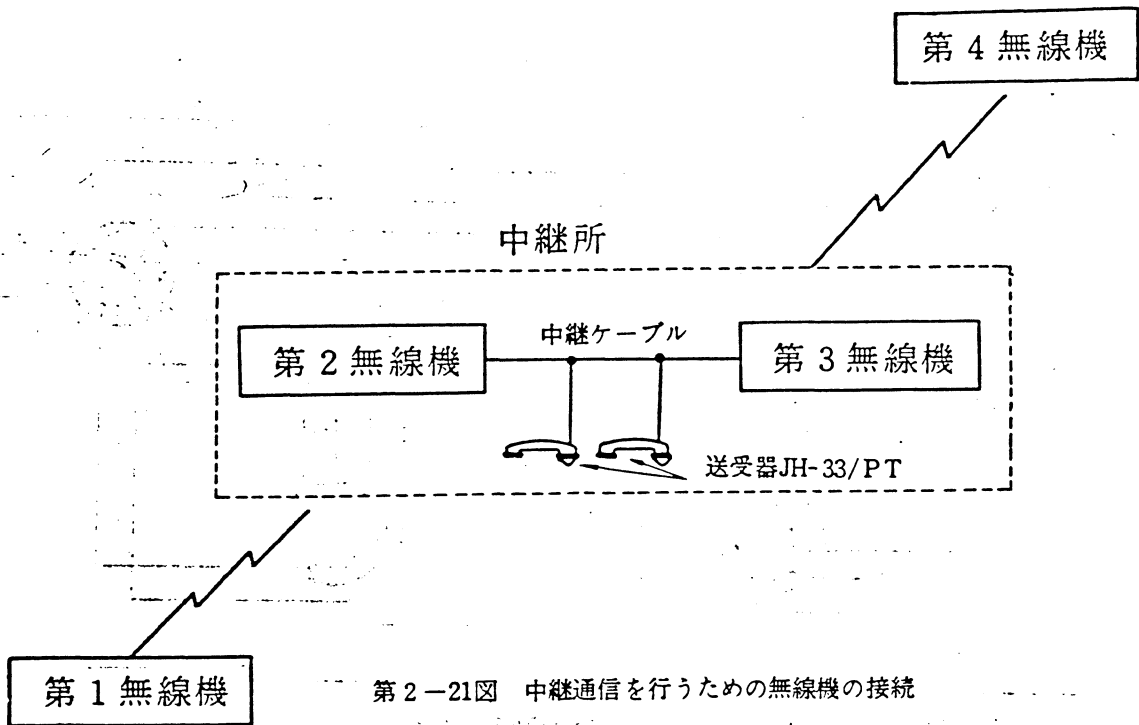 第4無線機
中継所
中継ケーブル
第2無線機
第3無線機
送受器JH-33/PT
第1無線機
第2-21図 中継通信を行うための無線機の接続